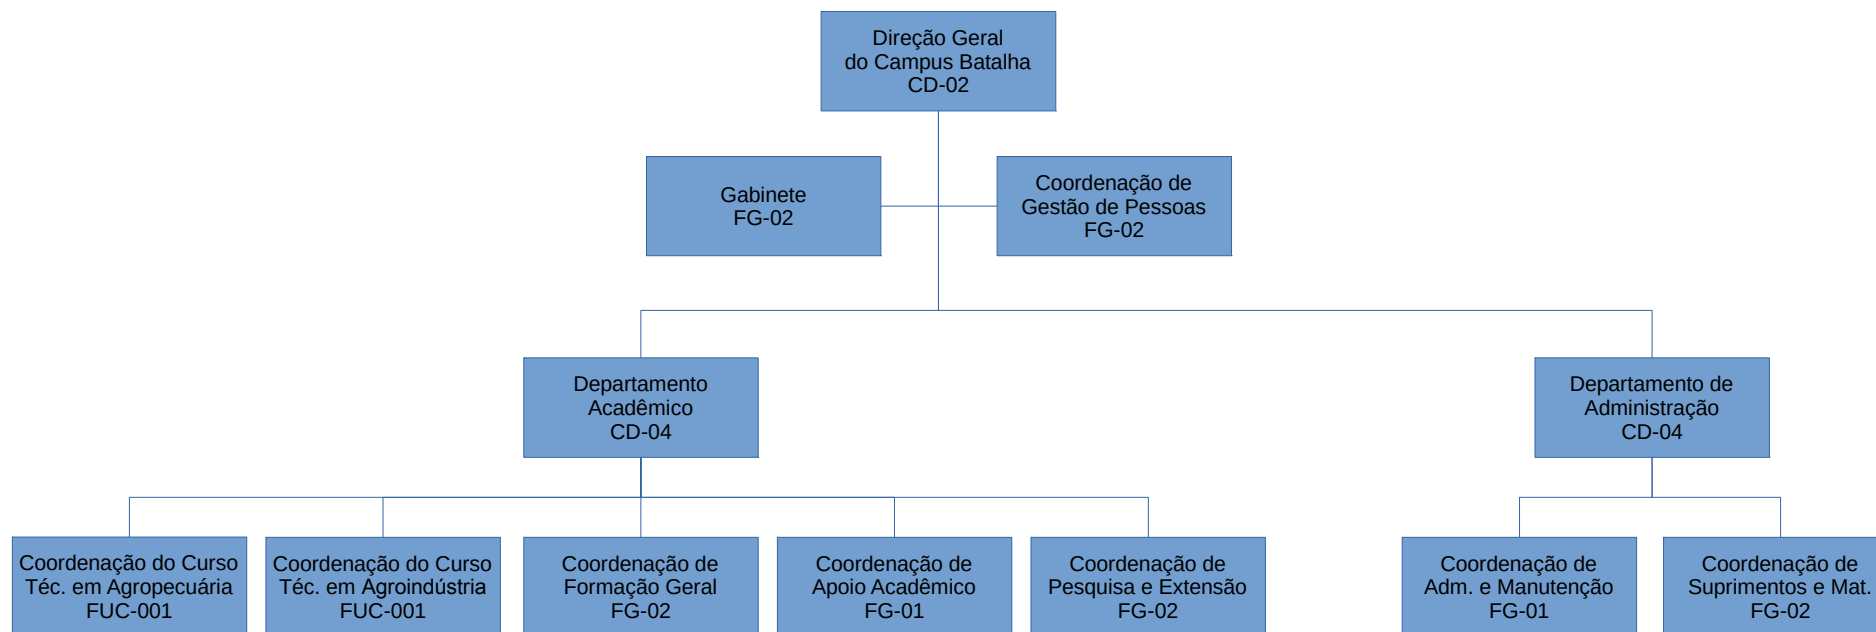 Direção Geral
do Campus Batalha
CD-02
Gabinete
FG-02
Coordenação de
Gestão de Pessoas
FG-02
Departamento
Acadêmico
CD-04
Departamento de
Administração
CD-04
Coordenação do Curso
Téc. em Agropecuária
FUC-001
Coordenação do Curso
Téc. em Agroindústria
FUC-001
Coordenação de
Formação Geral
FG-02
Coordenação de
Apoio Acadêmico
FG-01
Coordenação de
Pesquisa e Extensão
FG-02
Coordenação de
Adm. e Manutenção
FG-01
Coordenação de
Suprimentos e Mat.
FG-02